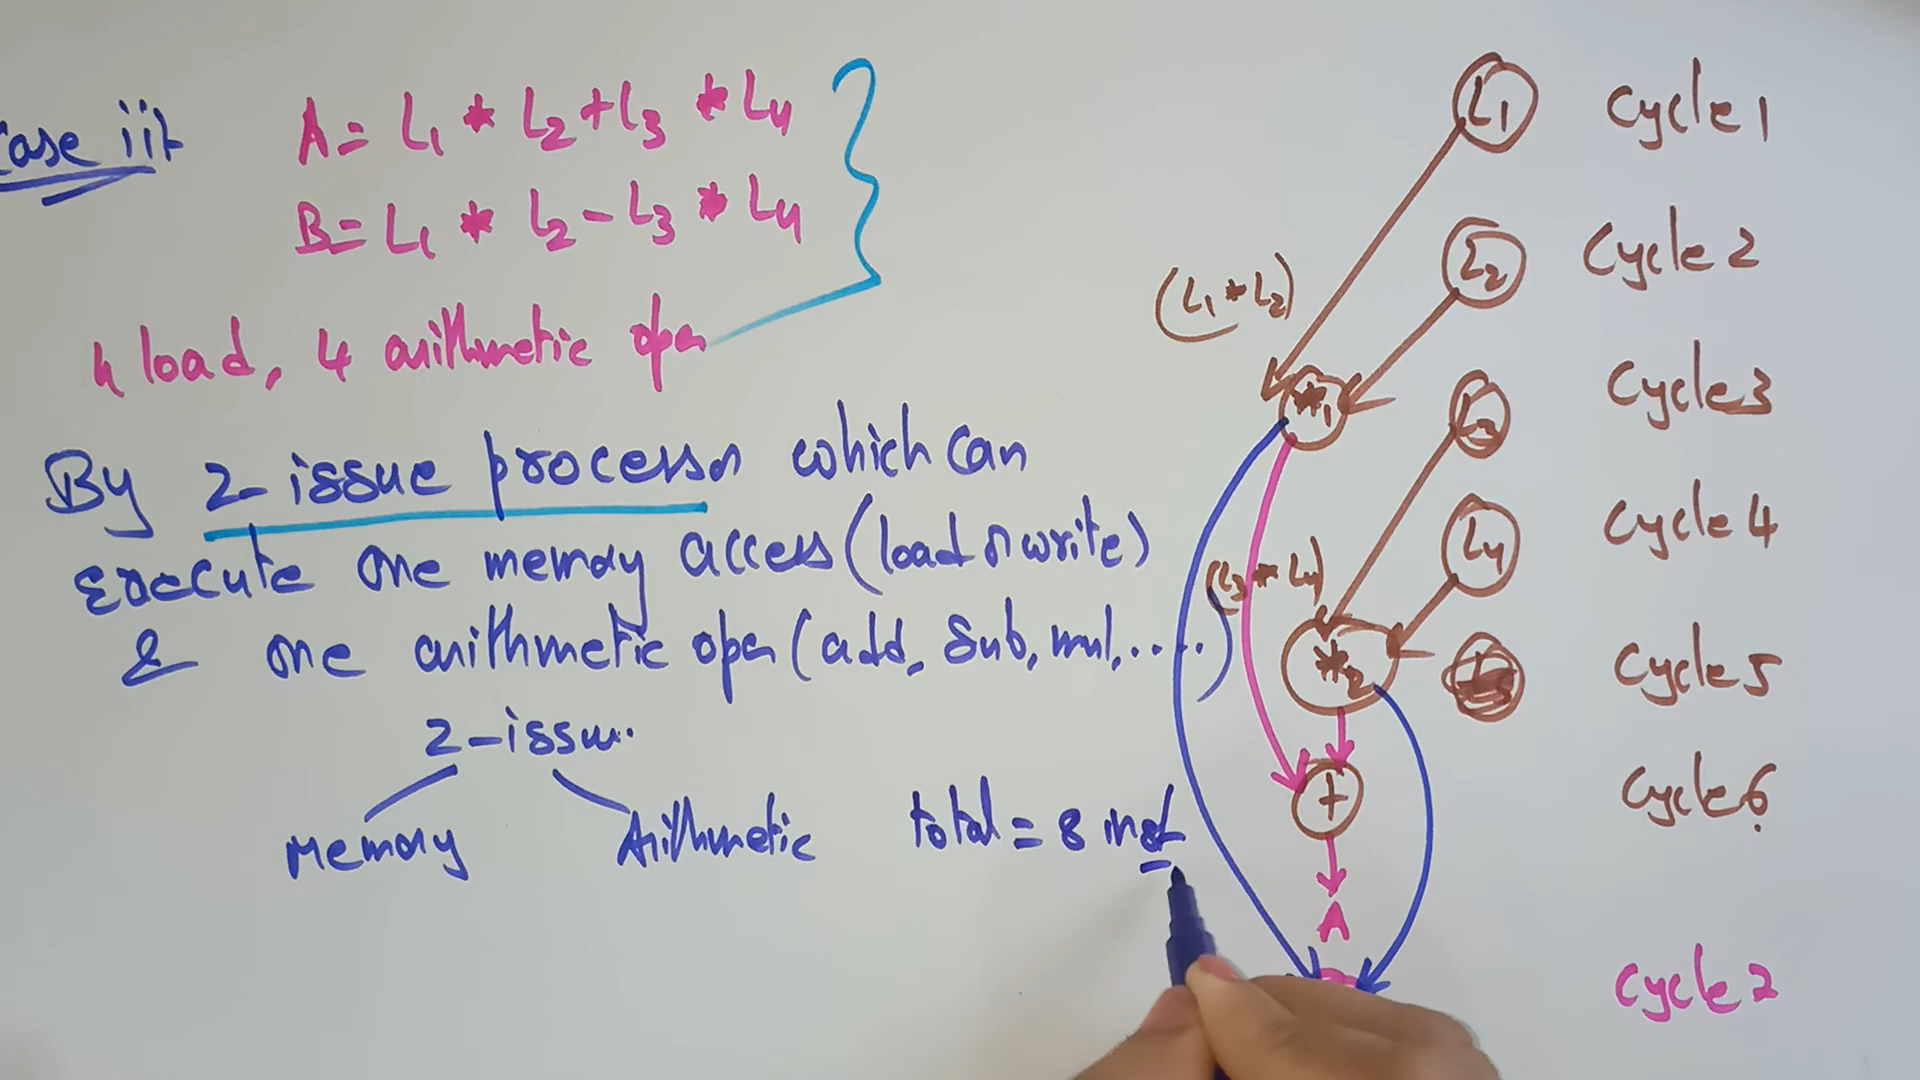 Case iii
A = L1 * L2 + L3 * L4
B = L1 * L2 - L3 * L4
4 load, 4 arithmetic opn
By 2-issue processor which can
execute one memory access (load or write)
& one arithmetic opn (add, sub, mul, .....)
2-issue
Memory
Arithmetic
total = 8 inst
L1
Cycle 1
L2
Cycle 2
(L1 * L2)
*1
L3
Cycle 3
L4
Cycle 4
(L3 * L4)
*2
Cycle 5
+
Cycle 6
A
Cycle 7